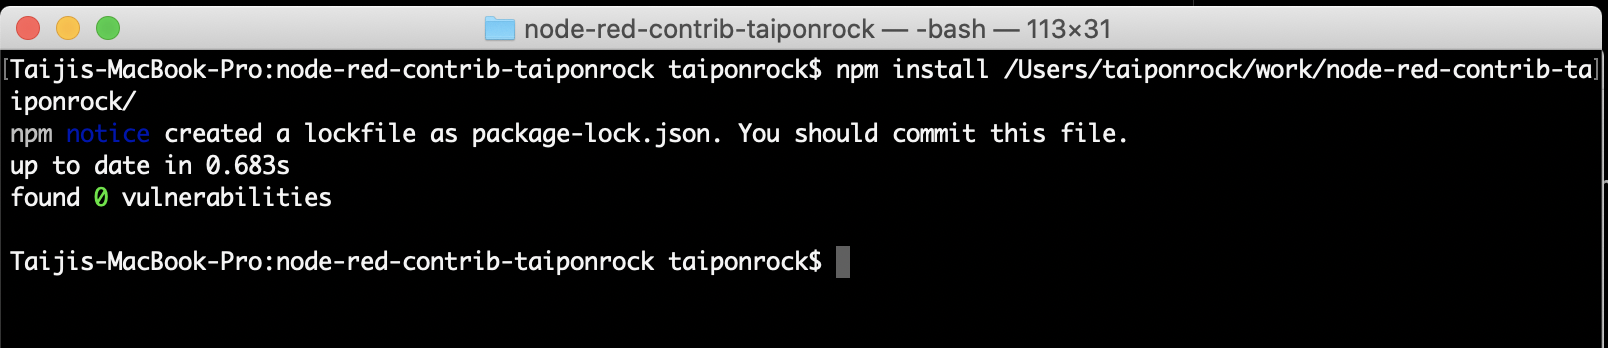 node-red-contrib-taiponrock — -bash — 113×31
[Taijis-MacBook-Pro:node-red-contrib-taiponrock taiponrock$ npm install /Users/taiponrock/work/node-red-contrib-ta]
iponrock/
npm notice created a lockfile as package-lock.json. You should commit this file.
up to date in 0.683s
found 0 vulnerabilities
Taijis-MacBook-Pro:node-red-contrib-taiponrock taiponrock$